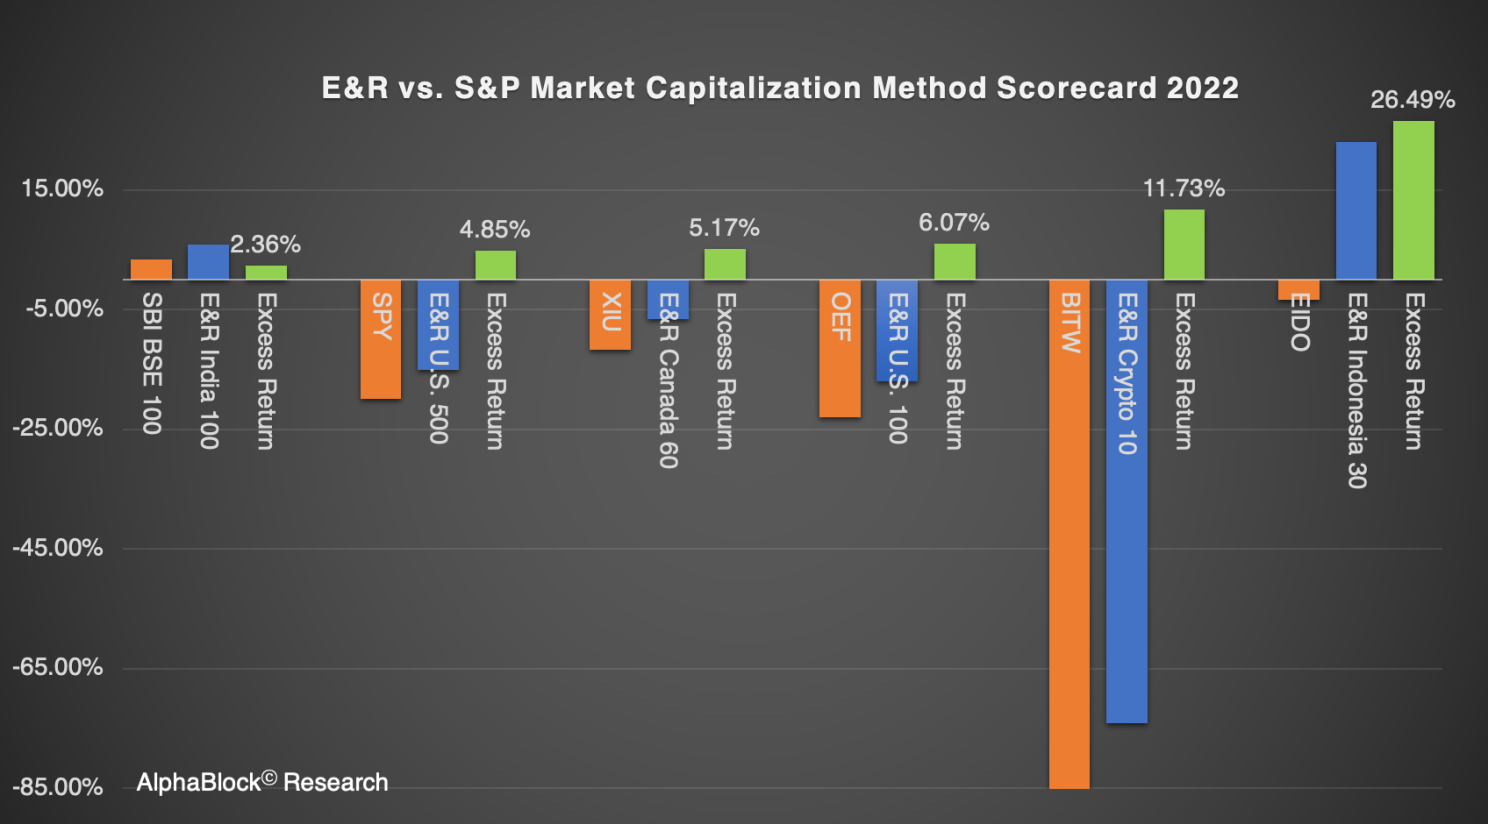 E&R vs. S&P Market Capitalization Method Scorecard 2022
26.49%
15.00%
11.73%
2.36%
4.85%
5.17%
6.07%
-5.00%
-25.00%
-45.00%
-65.00%
-85.00%
SBI BSE 100
E&R India 100
Excess Return
SPY
E&R U.S. 500
Excess Return
XIU
E&R Canada 60
Excess Return
OEF
E&R U.S. 100
Excess Return
BITW
E&R Crypto 10
Excess Return
EIDO
E&R Indonesia 30
Excess Return
AlphaBlock© Research